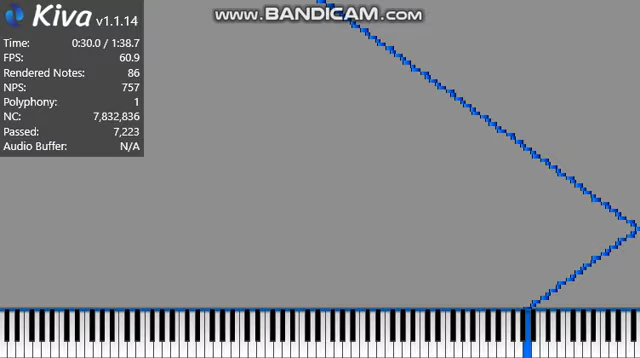 Kiva v1.1.14
www.BANDICAM.com
Time: 0:30.0 / 1:38.7
FPS: 60.9
Rendered Notes: 86
NPS: 757
Polyphony: 1
NC: 7,832,836
Passed: 7,223
Audio Buffer: N/A